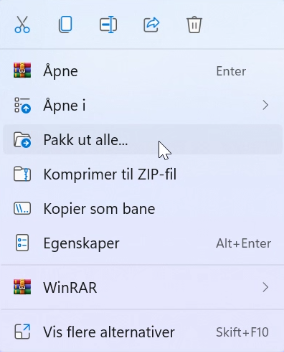 Åpne Enter
Åpne i
Pakk ut alle...
Komprimer til ZIP-fil
Kopier som bane
Egenskaper Alt+Enter
WinRAR
Vis flere alternativer Skift+F10